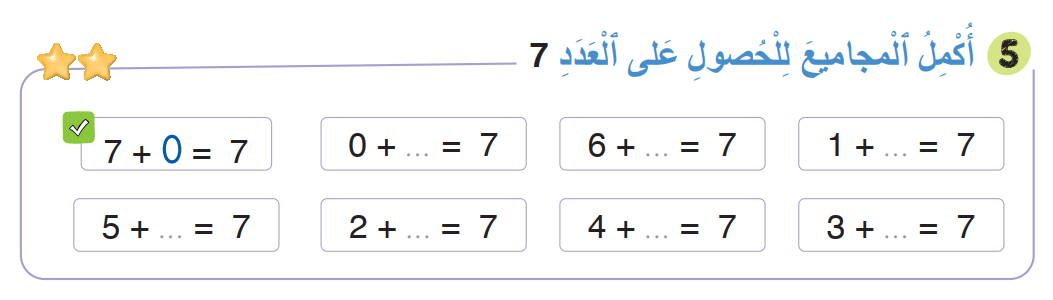 5 أُكْمِلُ ٱلْمجاميعَ لِلْحُصولِ عَلى ٱلْعَدَدِ 7
7 + 0 = 7
0 + ... = 7
6 + ... = 7
1 + ... = 7
5 + ... = 7
2 + ... = 7
4 + ... = 7
3 + ... = 7